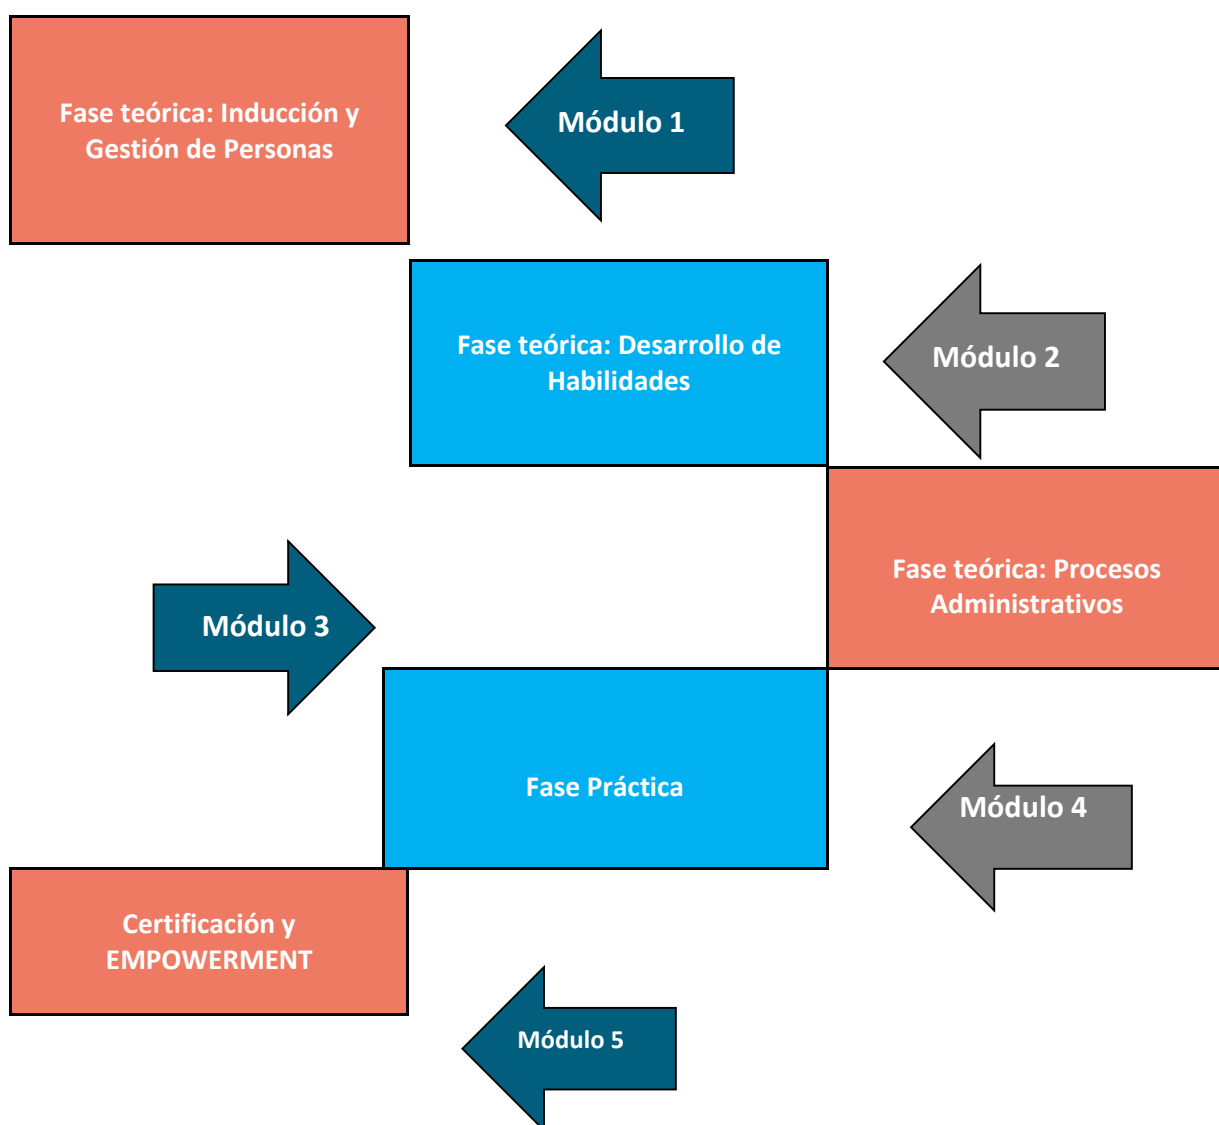 Fase teórica: Inducción y
Gestión de Personas
Módulo 1
Fase teórica: Desarrollo de
Habilidades
Módulo 2
Fase teórica: Procesos
Administrativos
Módulo 3
Fase Práctica
Módulo 4
Certificación y
EMPOWERMENT
Módulo 5